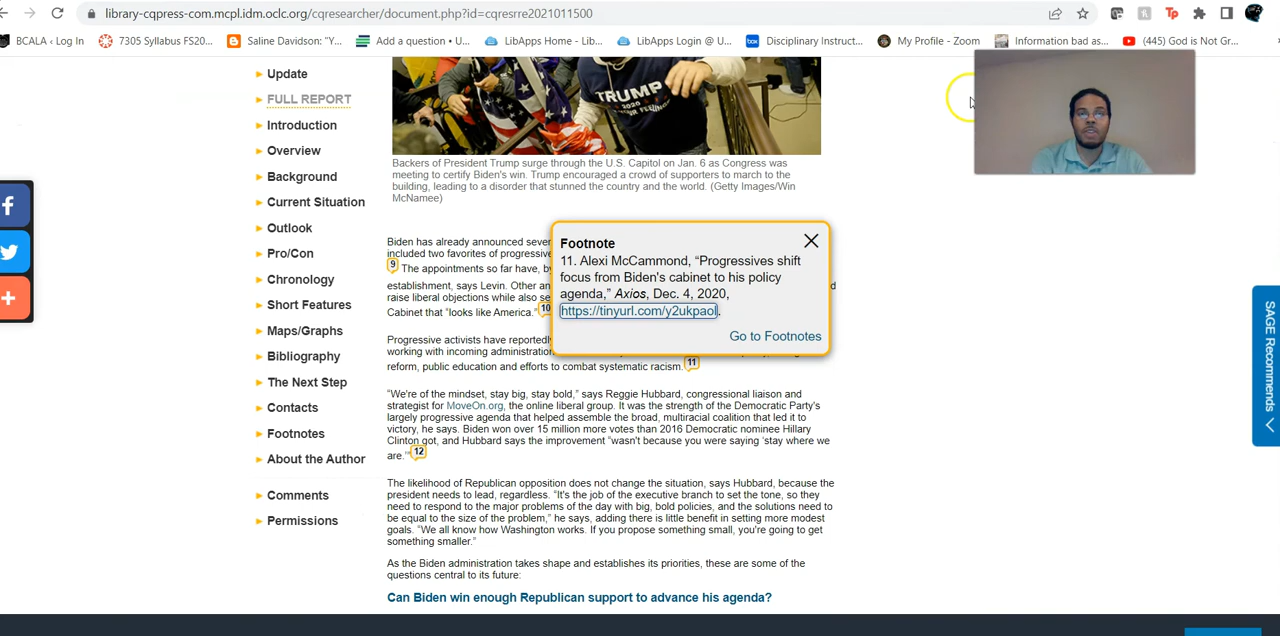 library-cqpress-com.mcpl.idm.oclc.org/cqresearcher/document.php?id=cqresrre2021011500
BCALA ‹ Log In
7305 Syllabus FS20...
Saline Davidson: "Y...
Add a question • U...
LibApps Home - Lib...
LibApps Login @ U...
box
Disciplinary Instruct...
My Profile - Zoom
Information bad as...
(445) God is Not Gr...
Update
FULL REPORT
Introduction
Overview
Background
Current Situation
Outlook
Pro/Con
Chronology
Short Features
Maps/Graphs
Bibliography
The Next Step
Contacts
Footnotes
About the Author
Comments
Permissions
TRUMP
2020
Backers of President Trump surge through the U.S. Capitol on Jan. 6 as Congress was
meeting to certify Biden's win. Trump encouraged a crowd of supporters to march to the
building, leading to a disorder that stunned the country and the world. (Getty Images/Win
McNamee)
Biden has already announced seve
included two favorites of progressive
9 The appointments so far have, b
establishment, says Levin. Other an
raise liberal objections while also se
Cabinet that "looks like America." 10
Progressive activists have reportedl
working with incoming administration
reform, public education and efforts to combat systematic racism. 11
Footnote
11. Alexi McCammond, “Progressives shift
focus from Biden's cabinet to his policy
agenda,” Axios, Dec. 4, 2020,
https://tinyurl.com/y2ukpaol.
Go to Footnotes
“We're of the mindset, stay big, stay bold,” says Reggie Hubbard, congressional liaison and
strategist for MoveOn.org, the online liberal group. It was the strength of the Democratic Party's
largely progressive agenda that helped assemble the broad, multiracial coalition that led it to
victory, he says. Biden won over 15 million more votes than 2016 Democratic nominee Hillary
Clinton got, and Hubbard says the improvement “wasn't because you were saying ‘stay where we
are.’” 12
The likelihood of Republican opposition does not change the situation, says Hubbard, because the
president needs to lead, regardless. “It's the job of the executive branch to set the tone, so they
need to respond to the major problems of the day with big, bold policies, and the solutions need to
be equal to the size of the problem,” he says, adding there is little benefit in setting more modest
goals. “We all know how Washington works. If you propose something small, you're going to get
something smaller.”
As the Biden administration takes shape and establishes its priorities, these are some of the
questions central to its future:
Can Biden win enough Republican support to advance his agenda?
SAGE Recommends